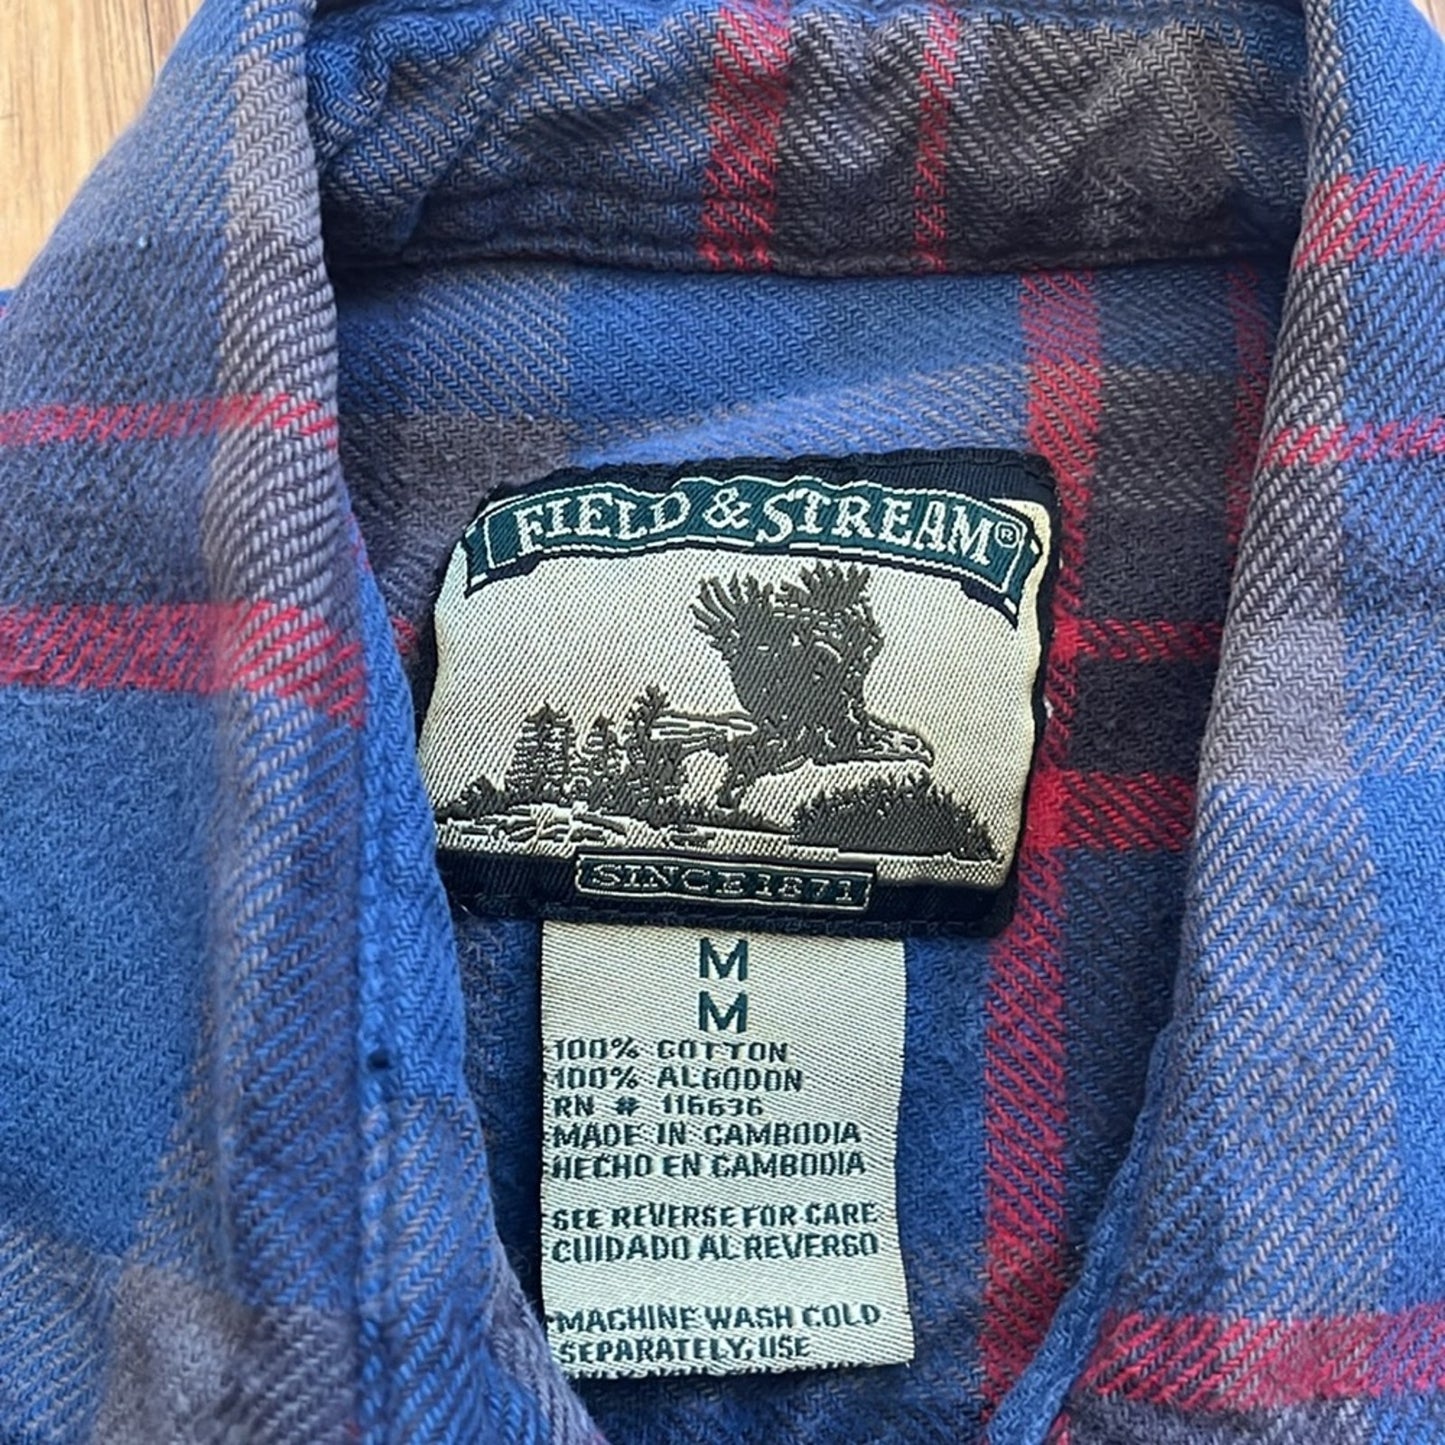 FIELD & STREAM®
SINCE 1871
M
M
100% COTTON
100% ALGODON
RN # 116636
MADE IN CAMBODIA
HECHO EN CAMBODIA
SEE REVERSE FOR CARE
CUIDADO AL REVERSO
MACHINE WASH COLD
SEPARATELY, USE